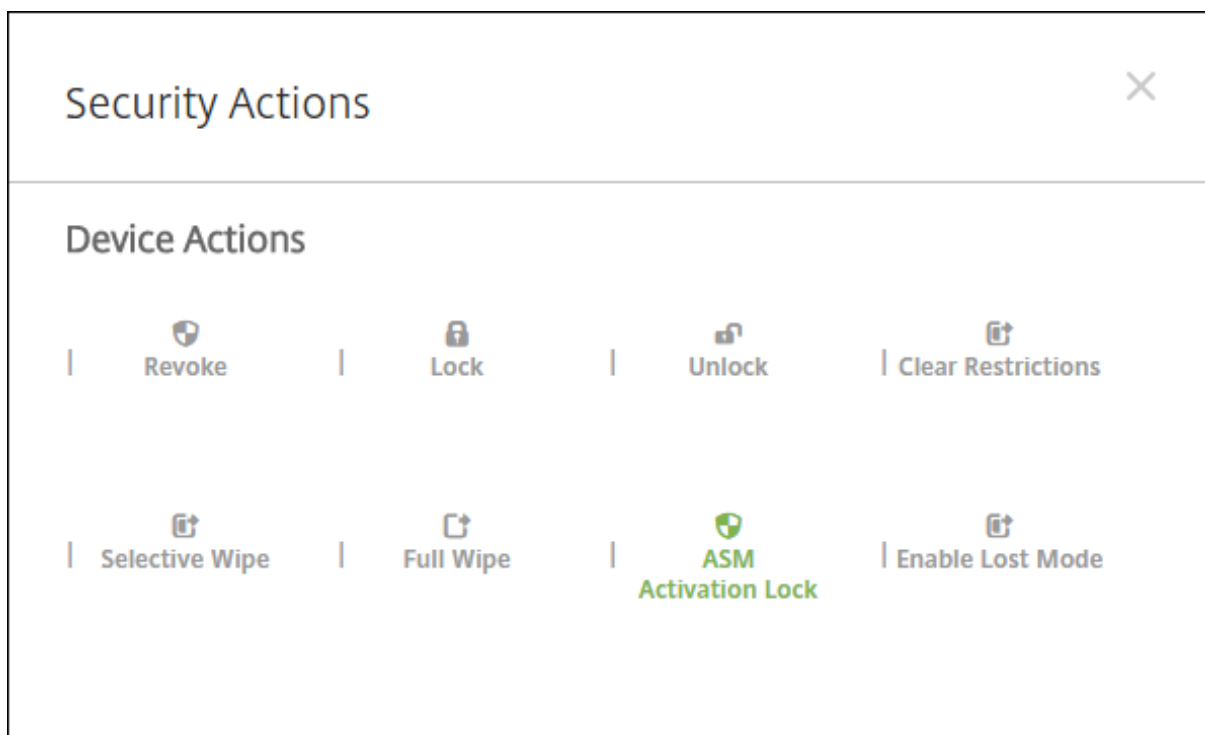 Security Actions
Device Actions
Revoke
Lock
Unlock
Clear Restrictions
Selective Wipe
Full Wipe
ASM
Activation Lock
Enable Lost Mode